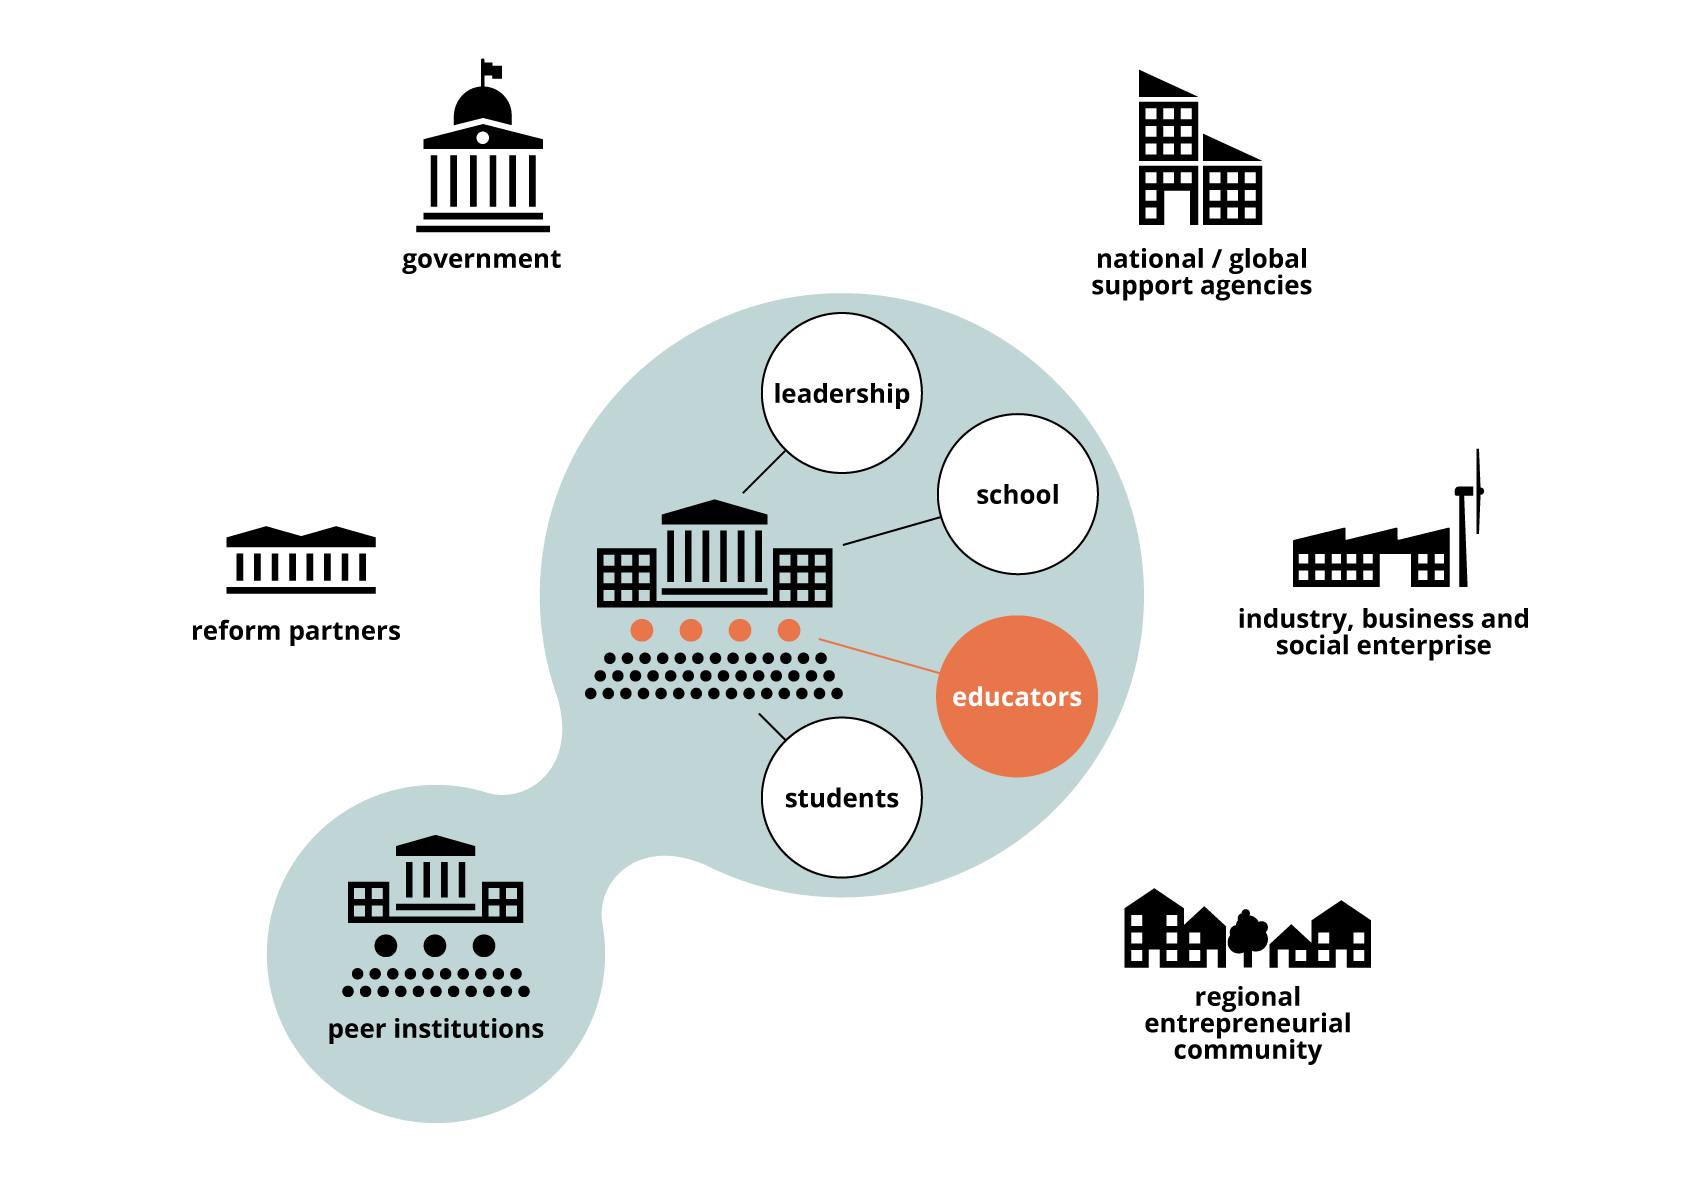 government
national / global
support agencies
leadership
school
reform partners
industry, business and
social enterprise
educators
students
peer institutions
regional
entrepreneurial
community